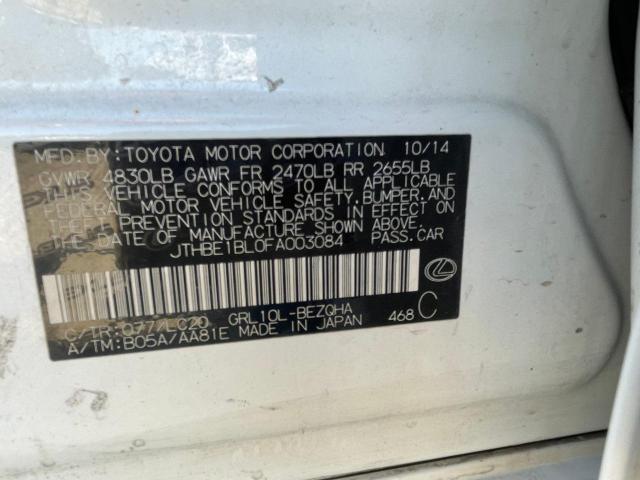 MFD.BY:TOYOTA MOTOR CORPORATION 10/14
GVWR 4830LB GAWR FR 2470LB RR 2655LB
THIS VEHICLE CONFORMS TO ALL APPLICABLE
FEDERAL MOTOR VEHICLE SAFETY,BUMPER,AND
THEFT PREVENTION STANDARDS IN EFFECT ON
THE DATE OF MANUFACTURE SHOWN ABOVE.
JTHBE1BL0FA003084 PASS.CAR
C/TR:077/LC20 GRL10L-BEZQHA
A/TM:B05A/AA81E MADE IN JAPAN 468 C